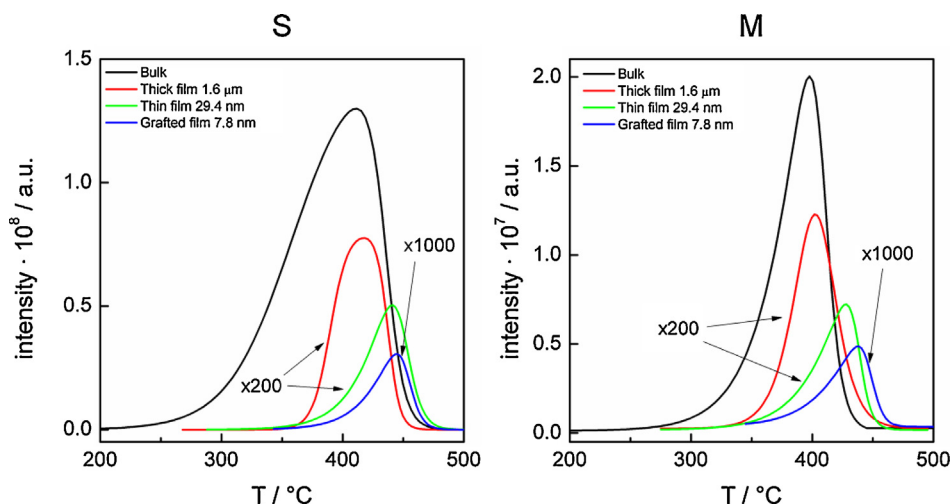 S
1.5
1.0
0.5
0.0
intensity · 10⁸ / a.u.
Bulk
Thick film 1.6 μm
Thin film 29.4 nm
Grafted film 7.8 nm
x1000
x200
200
300
400
500
T / °C
M
2.0
1.5
1.0
0.5
0.0
intensity · 10⁷ / a.u.
Bulk
Thick film 1.6 μm
Thin film 29.4 nm
Grafted film 7.8 nm
x1000
x200
200
300
400
500
T / °C